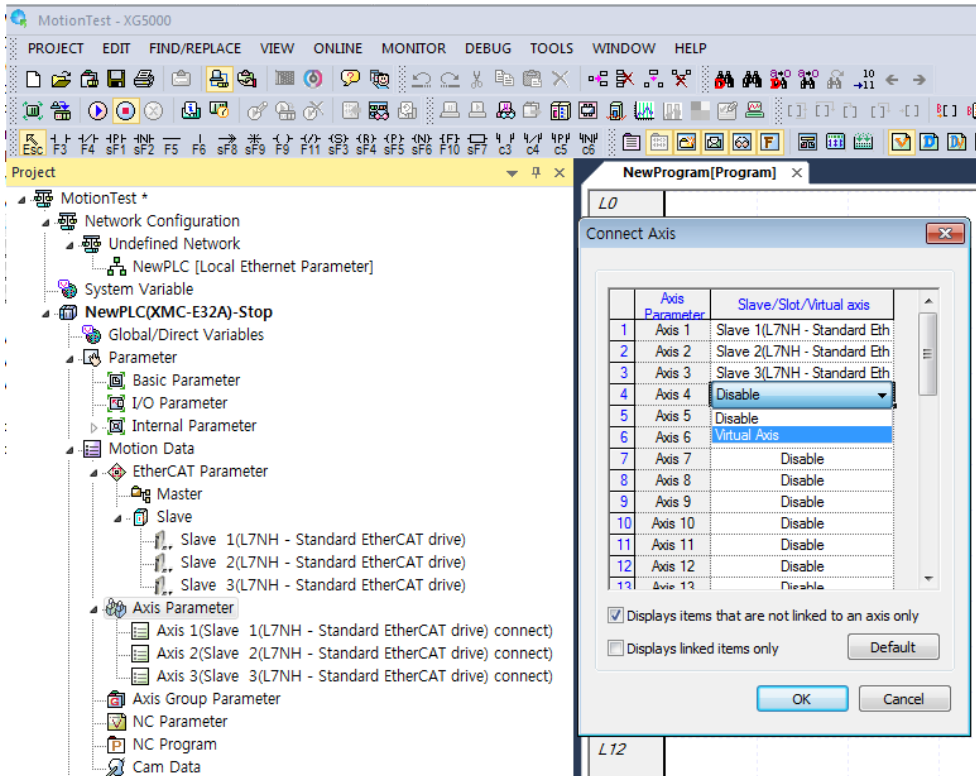 MotionTest - XG5000
PROJECT EDIT FIND/REPLACE VIEW ONLINE MONITOR DEBUG TOOLS WINDOW HELP
Esc F3 F4 sF1 sF2 F5 F6 sF8 sF9 F9 F11 sF3 sF4 sF5 sF6 F10 sF7 c3 c4 c5 c6
Project
NewProgram[Program]
MotionTest *
Network Configuration
Undefined Network
NewPLC [Local Ethernet Parameter]
System Variable
NewPLC(XMC-E32A)-Stop
Global/Direct Variables
Parameter
Basic Parameter
I/O Parameter
Internal Parameter
Motion Data
EtherCAT Parameter
Master
Slave
Slave 1(L7NH - Standard EtherCAT drive)
Slave 2(L7NH - Standard EtherCAT drive)
Slave 3(L7NH - Standard EtherCAT drive)
Axis Parameter
Axis 1(Slave 1(L7NH - Standard EtherCAT drive) connect)
Axis 2(Slave 2(L7NH - Standard EtherCAT drive) connect)
Axis 3(Slave 3(L7NH - Standard EtherCAT drive) connect)
Axis Group Parameter
NC Parameter
NC Program
Cam Data
L0
Connect Axis
Axis Parameter Slave/Slot/Virtual axis
1 Axis 1 Slave 1(L7NH - Standard Eth
2 Axis 2 Slave 2(L7NH - Standard Eth
3 Axis 3 Slave 3(L7NH - Standard Eth
4 Axis 4 Disable
5 Axis 5 Disable
6 Axis 6 Virtual Axis
7 Axis 7 Disable
8 Axis 8 Disable
9 Axis 9 Disable
10 Axis 10 Disable
11 Axis 11 Disable
12 Axis 12 Disable
13 Axis 13 Disable
Displays items that are not linked to an axis only
Displays linked items only
Default
OK Cancel
L12